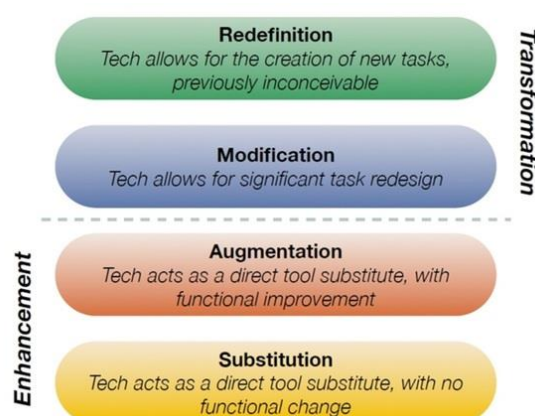 Redefinition
Tech allows for the creation of new tasks,
previously inconceivable
Transformation
Modification
Tech allows for significant task redesign
Augmentation
Tech acts as a direct tool substitute, with
functional improvement
Enhancement
Substitution
Tech acts as a direct tool substitute, with no
functional change